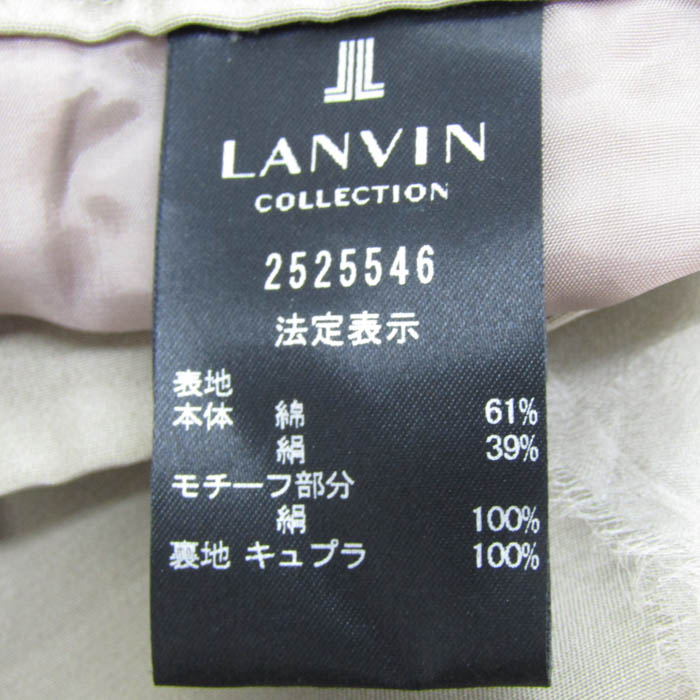 JL
LANVIN
COLLECTION
2525546
法定表示
表地
本体 綿 61%
絹 39%
モチーフ部分
絹 100%
裏地 キュプラ 100%